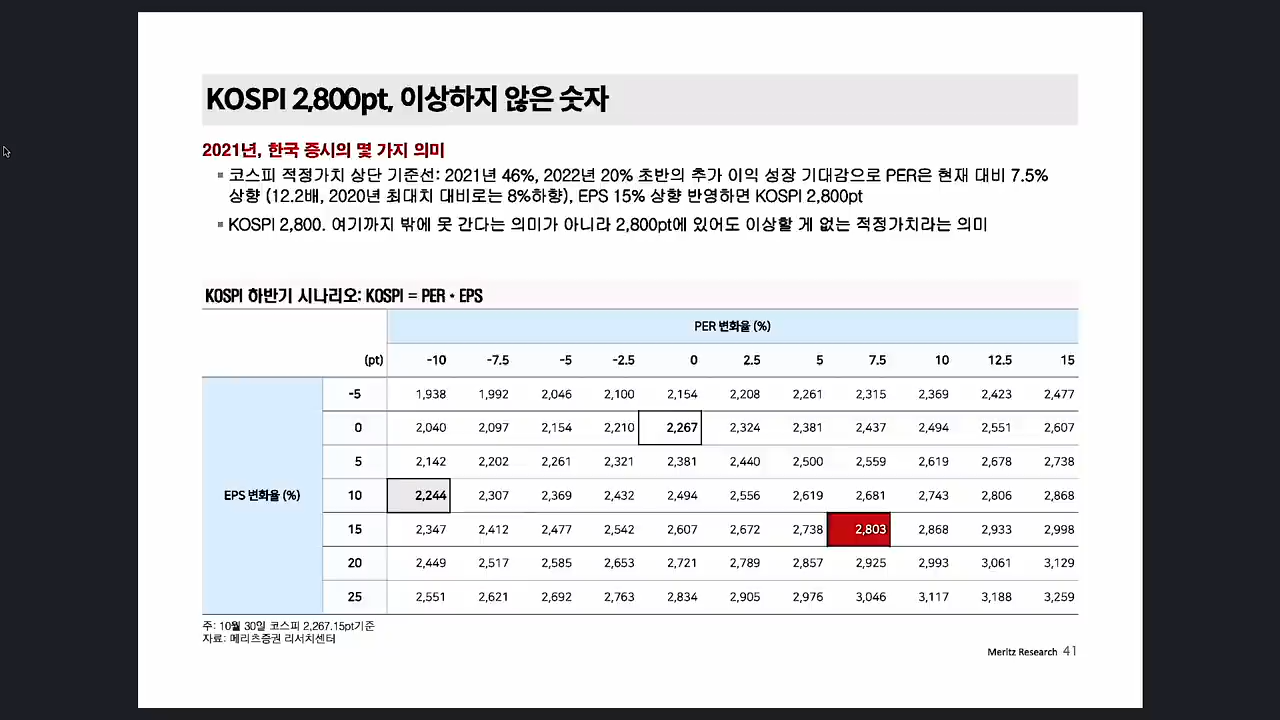 KOSPI 2,800pt, 이상하지 않은 숫자
2021년, 한국 증시의 몇 가지 의미
▪ 코스피 적정가치 상단 기준선: 2021년 46%, 2022년 20% 초반의 추가 이익 성장 기대감으로 PER은 현재 대비 7.5%
상향 (12.2배, 2020년 최대치 대비로는 8%하향), EPS 15% 상향 반영하면 KOSPI 2,800pt
▪ KOSPI 2,800. 여기까지 밖에 못 간다는 의미가 아니라 2,800pt에 있어도 이상할 게 없는 적정가치라는 의미
KOSPI 하반기 시나리오: KOSPI = PER * EPS
PER 변화율 (%)
(pt) -10 -7.5 -5 -2.5 0 2.5 5 7.5 10 12.5 15
-5 1,938 1,992 2,046 2,100 2,154 2,208 2,261 2,315 2,369 2,423 2,477
0 2,040 2,097 2,154 2,210 2,267 2,324 2,381 2,437 2,494 2,551 2,607
5 2,142 2,202 2,261 2,321 2,381 2,440 2,500 2,559 2,619 2,678 2,738
EPS 변화율 (%) 10 2,244 2,307 2,369 2,432 2,494 2,556 2,619 2,681 2,743 2,806 2,868
15 2,347 2,412 2,477 2,542 2,607 2,672 2,738 2,803 2,868 2,933 2,998
20 2,449 2,517 2,585 2,653 2,721 2,789 2,857 2,925 2,993 3,061 3,129
25 2,551 2,621 2,692 2,763 2,834 2,905 2,976 3,046 3,117 3,188 3,259
주: 10월 30일 코스피 2,267.15pt기준
자료: 메리츠증권 리서치센터
Meritz Research 41